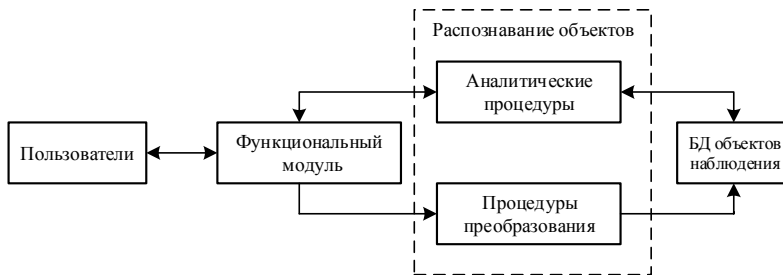 Распознавание объектов
Аналитические
процедуры
Пользователи
Функциональный
модуль
БД объектов
наблюдения
Процедуры
преобразования